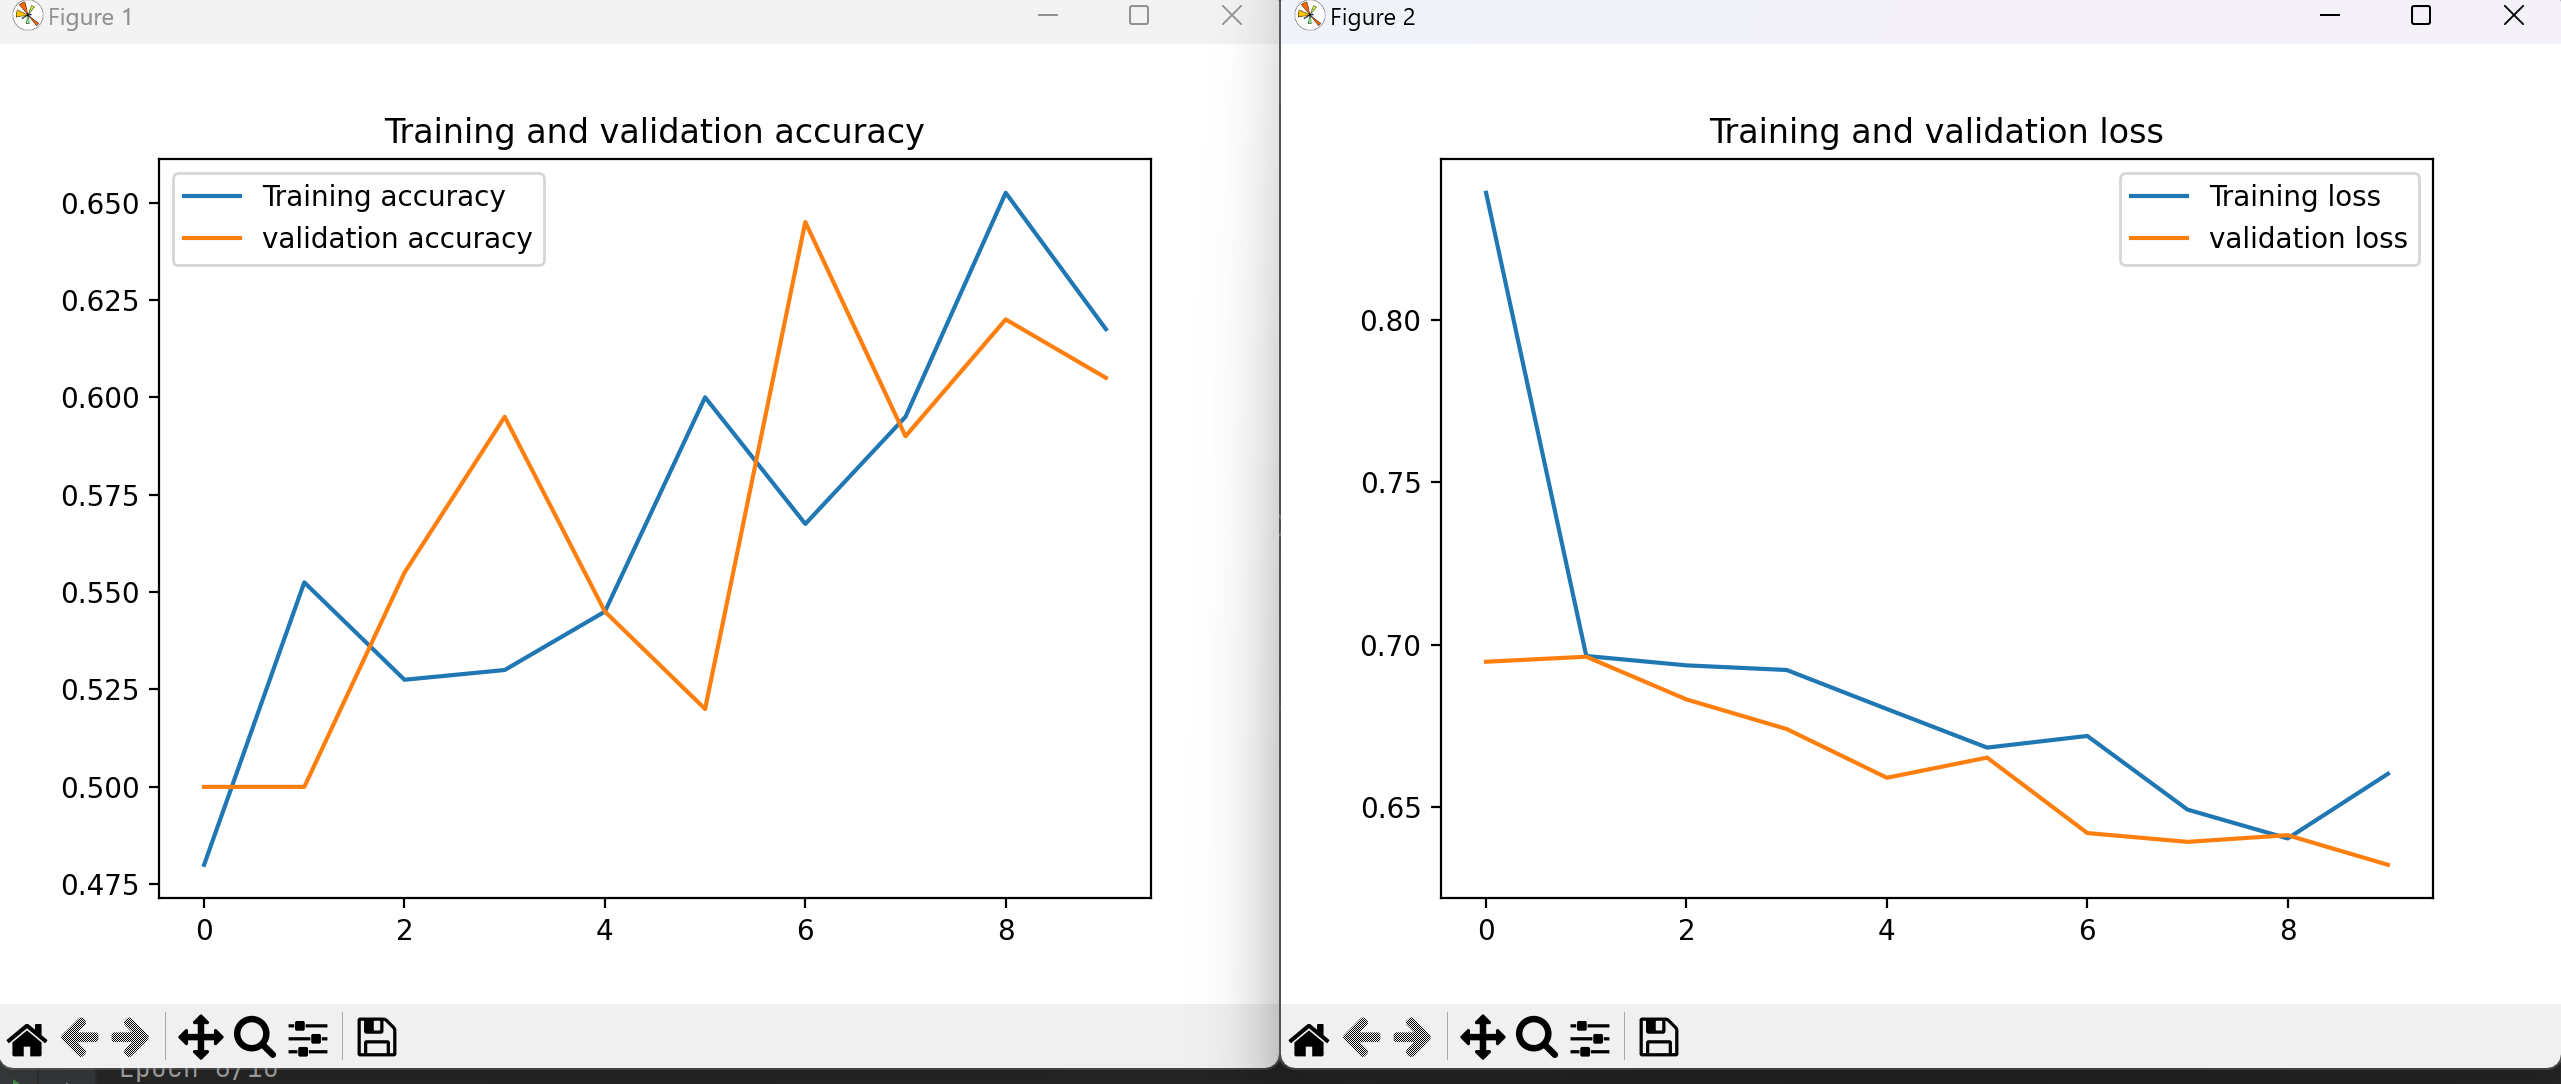 Figure 1
Training and validation accuracy
Training accuracy
validation accuracy
0.650
0.625
0.600
0.575
0.550
0.525
0.500
0.475
0 2 4 6 8
Figure 2
Training and validation loss
Training loss
validation loss
0.80
0.75
0.70
0.65
0 2 4 6 8
Epoch